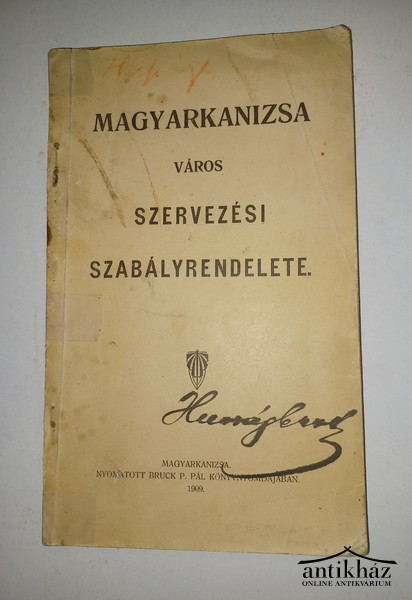 MAGYARKANIZSA
VÁROS
SZERVEZÉSI
SZABÁLYRENDELETE.
MAGYARKANIZSA.
NYOMATOTT BRUCK P. PÁL KÖNYVNYOMDÁJÁBAN.
1909.
antikház
ONLINE ANTIKVÁRIUM